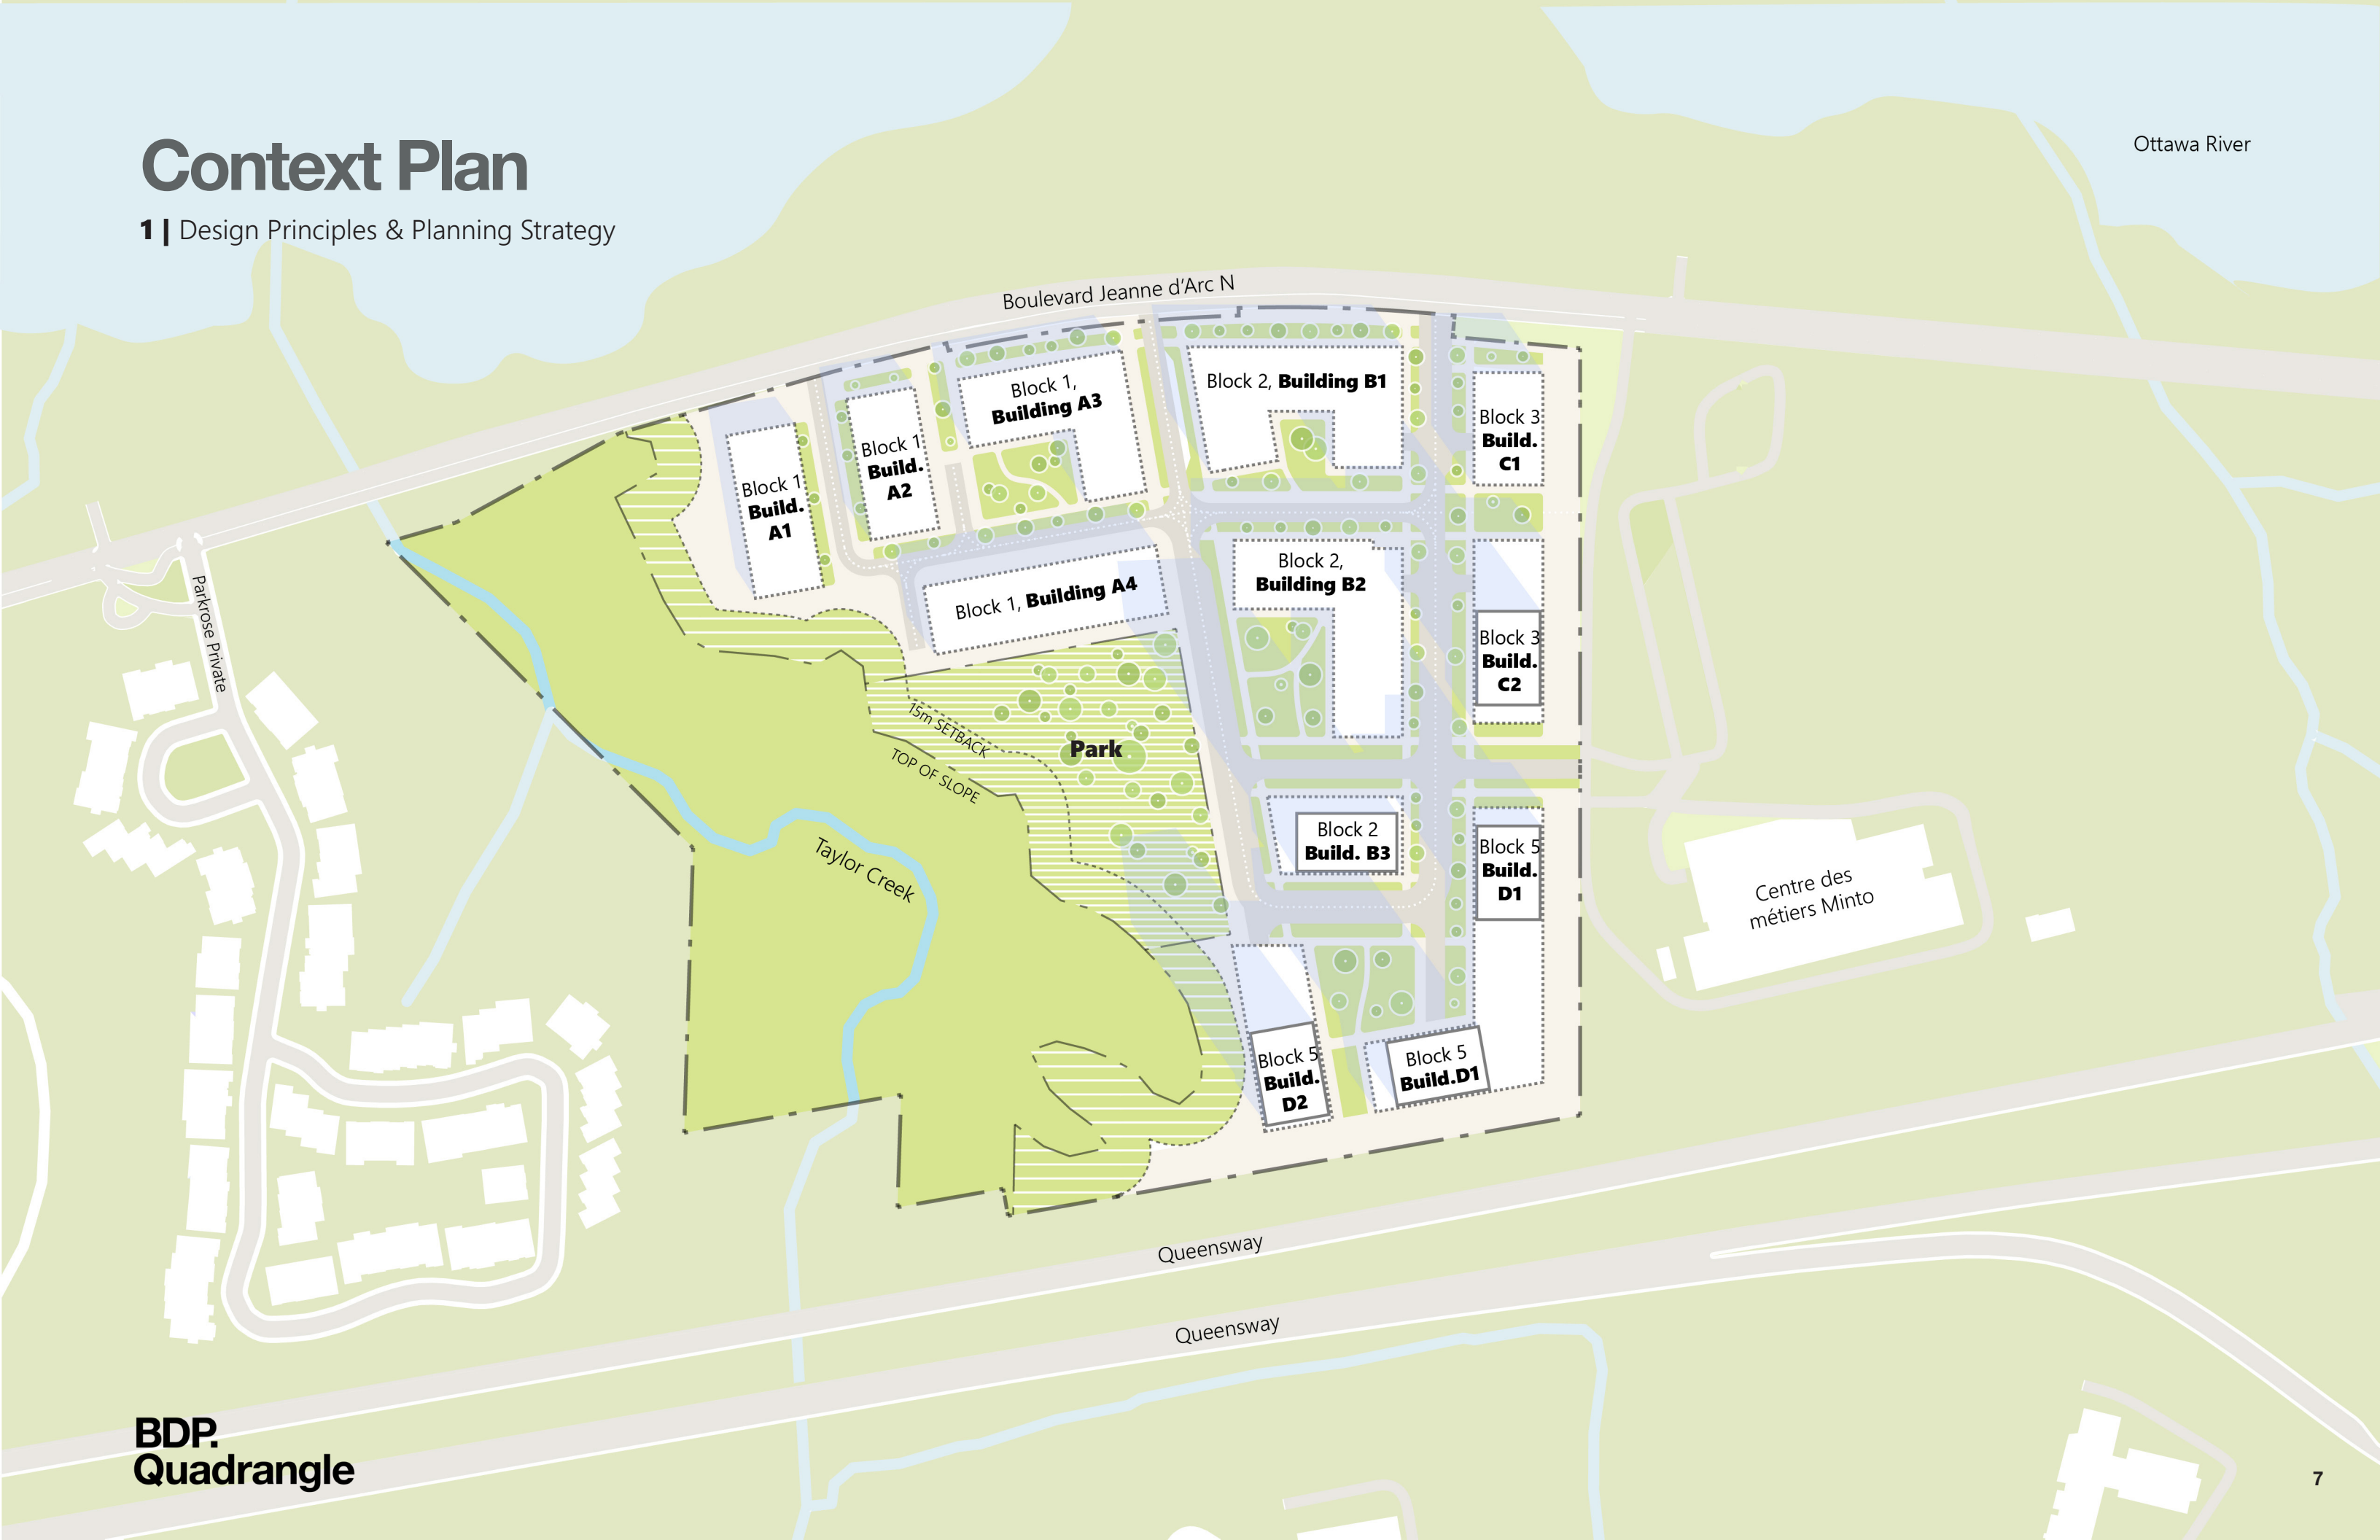 Context Plan
1 | Design Principles & Planning Strategy
Ottawa River
Boulevard Jeanne d'Arc N
Block 1,
Building A3
Block 2, Building B1
Block 3
Build.
C1
Block 1
Build.
A2
Block 1
Build.
A1
Block 2,
Building B2
Block 1, Building A4
Parkrose Private
Block 3
Build.
C2
15m SETBACK
TOP OF SLOPE
Park
Block 2
Build. B3
Block 5
Build.
D1
Taylor Creek
Centre des
métiers Minto
Block 5
Build.
D2
Block 5
Build.D1
Queensway
Queensway
BDP.
Quadrangle
7